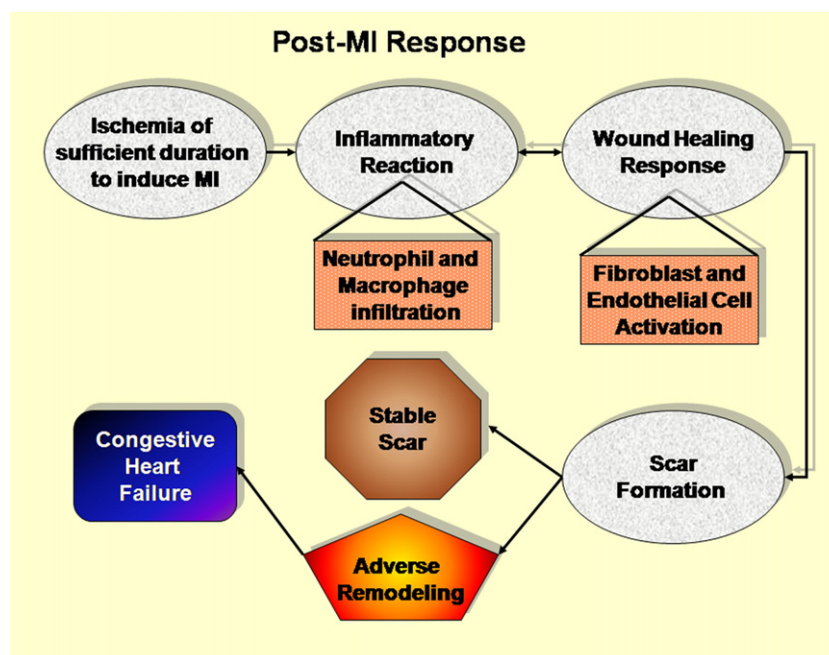 Post-MI Response
Ischemia of
sufficient duration
to induce MI
Inflammatory
Reaction
Wound Healing
Response
Neutrophil and
Macrophage
infiltration
Fibroblast and
Endothelial Cell
Activation
Stable
Scar
Congestive
Heart
Failure
Scar
Formation
Adverse
Remodeling